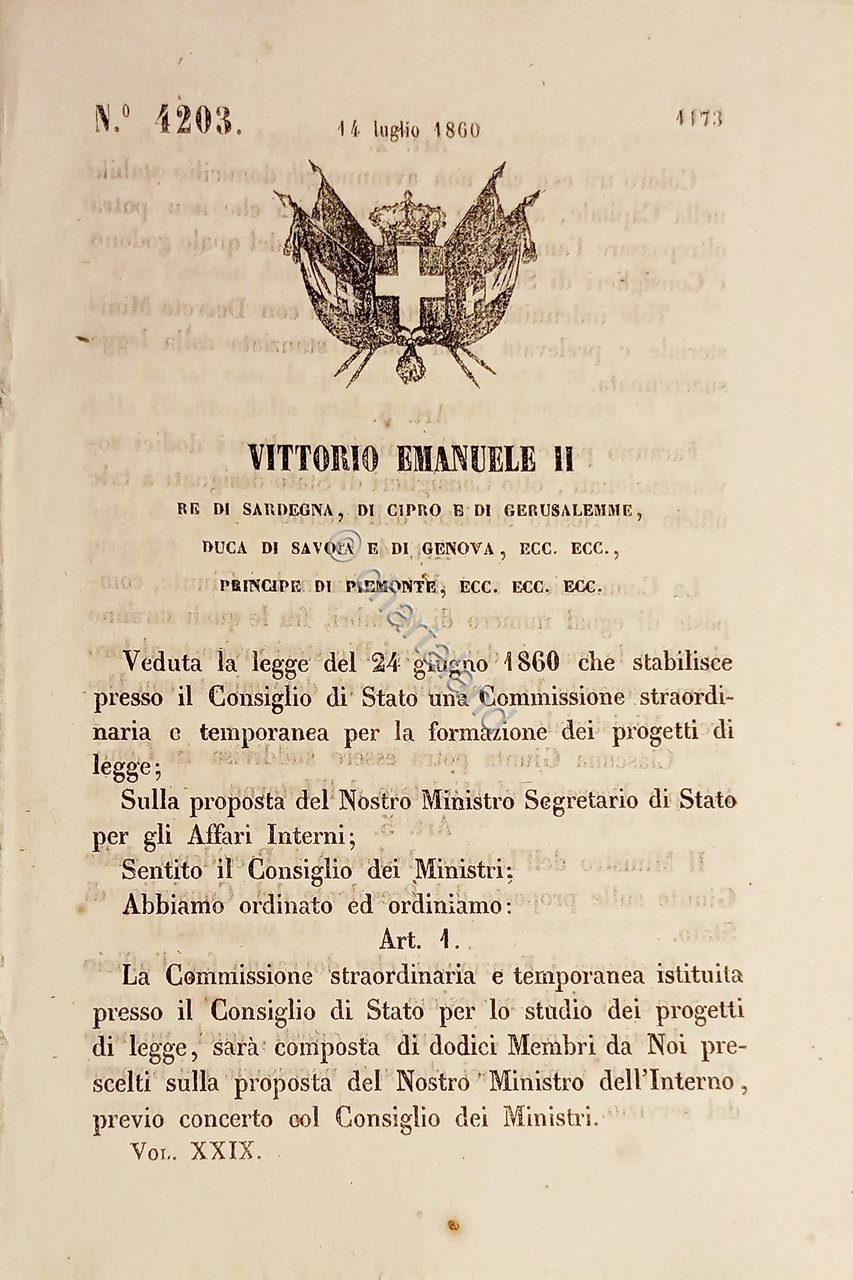 N.º 4203.
14 luglio 1860
1173
VITTORIO EMANUELE II
RE DI SARDEGNA, DI CIPRO E DI GERUSALEMME,
DUCA DI SAVOIA E DI GENOVA, ECC. ECC.,
PRINCIPE DI PIEMONTE, ECC. ECC. ECC.
Veduta la legge del 24 giugno 1860 che stabilisce
presso il Consiglio di Stato una Commissione straordi-
naria e temporanea per la formazione dei progetti di
legge;
Sulla proposta del Nostro Ministro Segretario di Stato
per gli Affari Interni;
Sentito il Consiglio dei Ministri;
Abbiamo ordinato ed ordiniamo:
Art. 1.
La Commissione straordinaria e temporanea istituita
presso il Consiglio di Stato per lo studio dei progetti
di legge, sarà composta di dodici Membri da Noi pre-
scelti sulla proposta del Nostro Ministro dell'Interno,
previo concerto col Consiglio dei Ministri.
VOL. XXIX.